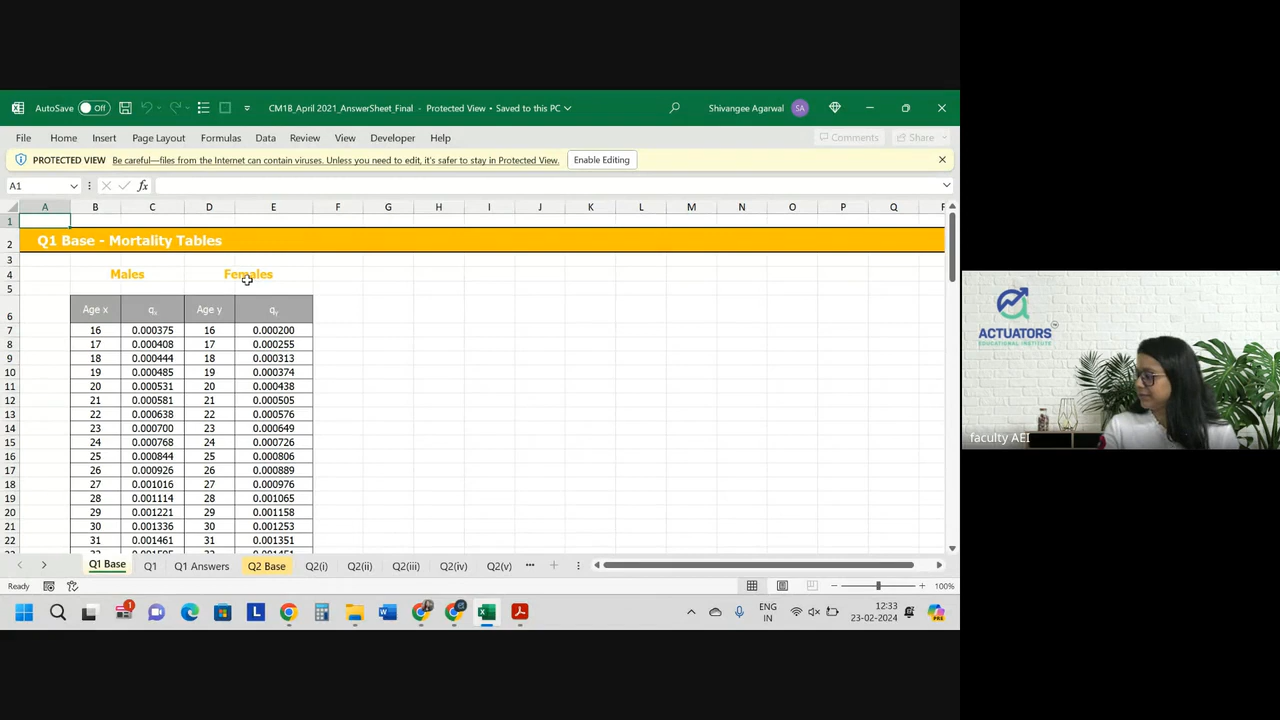 AutoSave Off CM1B_April 2021_AnswerSheet_Final - Protected View • Saved to this PC Shivangee Agarwal SA
File Home Insert Page Layout Formulas Data Review View Developer Help Comments Share
PROTECTED VIEW Be careful—files from the Internet can contain viruses. Unless you need to edit, it's safer to stay in Protected View. Enable Editing
A1 fx
A B C D E F G H I J K L M N O P Q
1
2 Q1 Base - Mortality Tables
3
4 Males Females
5
6 Age x qx Age y qy
7 16 0.000375 16 0.000200
8 17 0.000408 17 0.000255
9 18 0.000444 18 0.000313
10 19 0.000485 19 0.000374
11 20 0.000531 20 0.000438
12 21 0.000581 21 0.000505
13 22 0.000638 22 0.000576
14 23 0.000700 23 0.000649
15 24 0.000768 24 0.000726
16 25 0.000844 25 0.000806
17 26 0.000926 26 0.000889
18 27 0.001016 27 0.000976
19 28 0.001114 28 0.001065
20 29 0.001221 29 0.001158
21 30 0.001336 30 0.001253
22 31 0.001461 31 0.001351
Q1 Base Q1 Q1 Answers Q2 Base Q2(i) Q2(ii) Q2(iii) Q2(iv) Q2(v)
Ready 100%
ENG
IN
12:33
23-02-2024
ACTUATORS
EDUCATIONAL INSTITUTE
faculty AEI